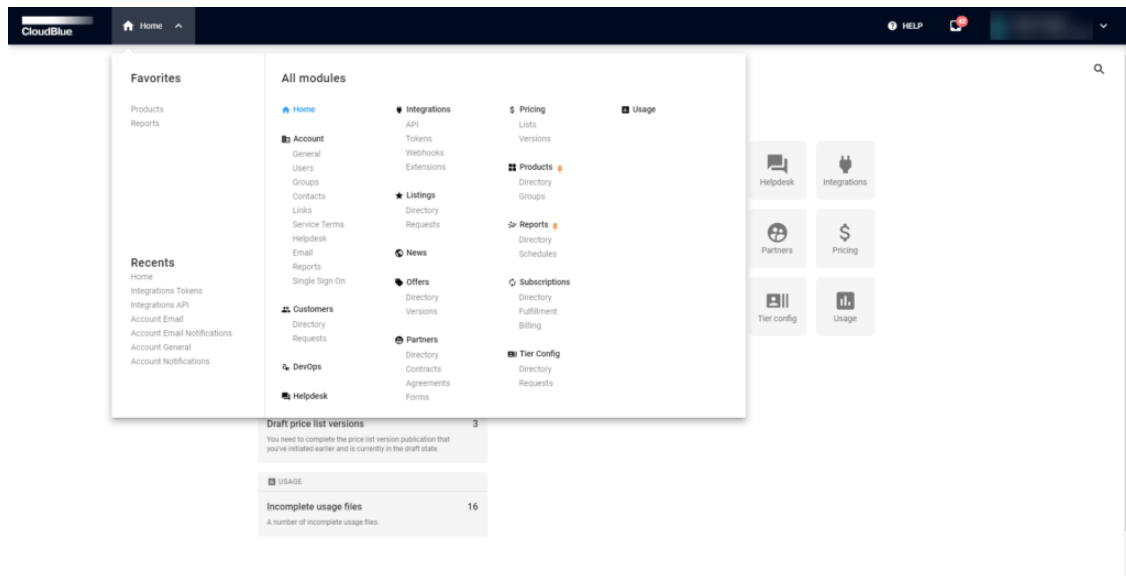 CloudBlue
Home
HELP
42
Favorites
Products
Reports
Recents
Home
Integrations Tokens
Integrations API
Account Email
Account Email Notifications
Account General
Account Notifications
All modules
Home
Account
General
Users
Groups
Contacts
Links
Service Terms
Helpdesk
Email
Reports
Single Sign On
Customers
Directory
Requests
DevOps
Helpdesk
Integrations
API
Tokens
Webhooks
Extensions
Listings
Directory
Requests
News
Offers
Directory
Versions
Partners
Directory
Contracts
Agreements
Forms
Pricing
Lists
Versions
Products
Directory
Groups
Reports
Directory
Schedules
Subscriptions
Directory
Fulfillment
Billing
Tier Config
Directory
Requests
Usage
Helpdesk
Integrations
Partners
Pricing
Tier config
Usage
Draft price list versions 3
You need to complete the price list version publication that
you've initiated earlier and is currently in the draft state.
USAGE
Incomplete usage files 16
A number of incomplete usage files.